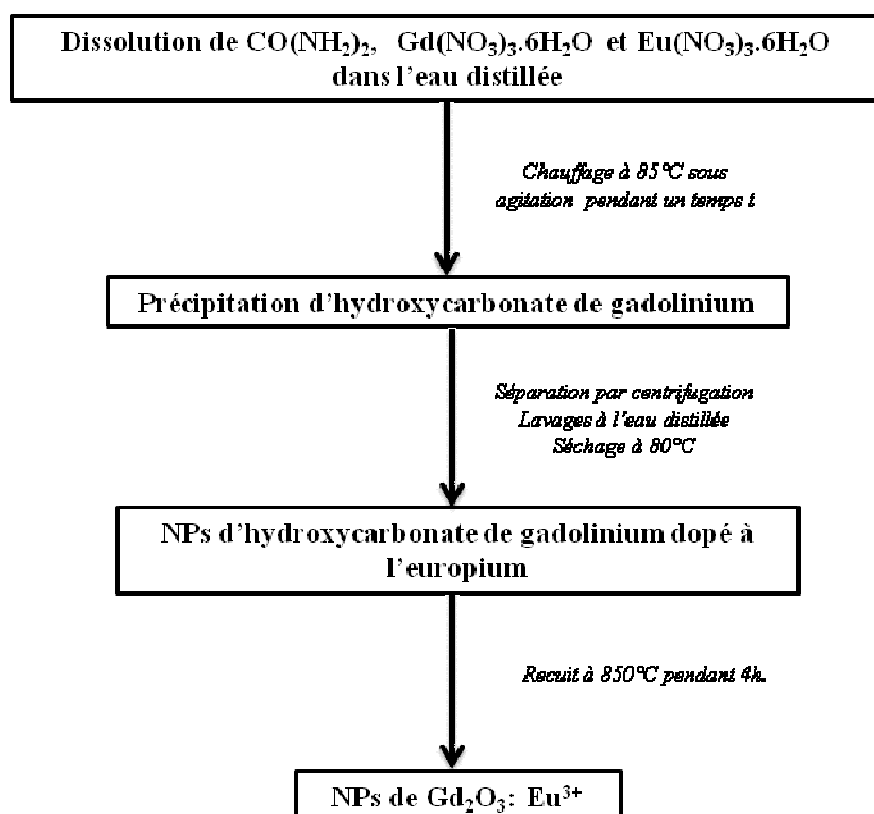 Dissolution de CO(NH₂)₂, Gd(NO₃)₃.6H₂O et Eu(NO₃)₃.6H₂O
dans l’eau distillée
Chauffage à 85°C sous
agitation pendant un temps t
Précipitation d’hydroxycarbonate de gadolinium
Séparation par centrifugation
Lavages à l’eau distillée
Séchage à 80°C
NPs d’hydroxycarbonate de gadolinium dopé à
l’europium
Recuit à 850°C pendant 4h.
NPs de Gd₂O₃: Eu³⁺